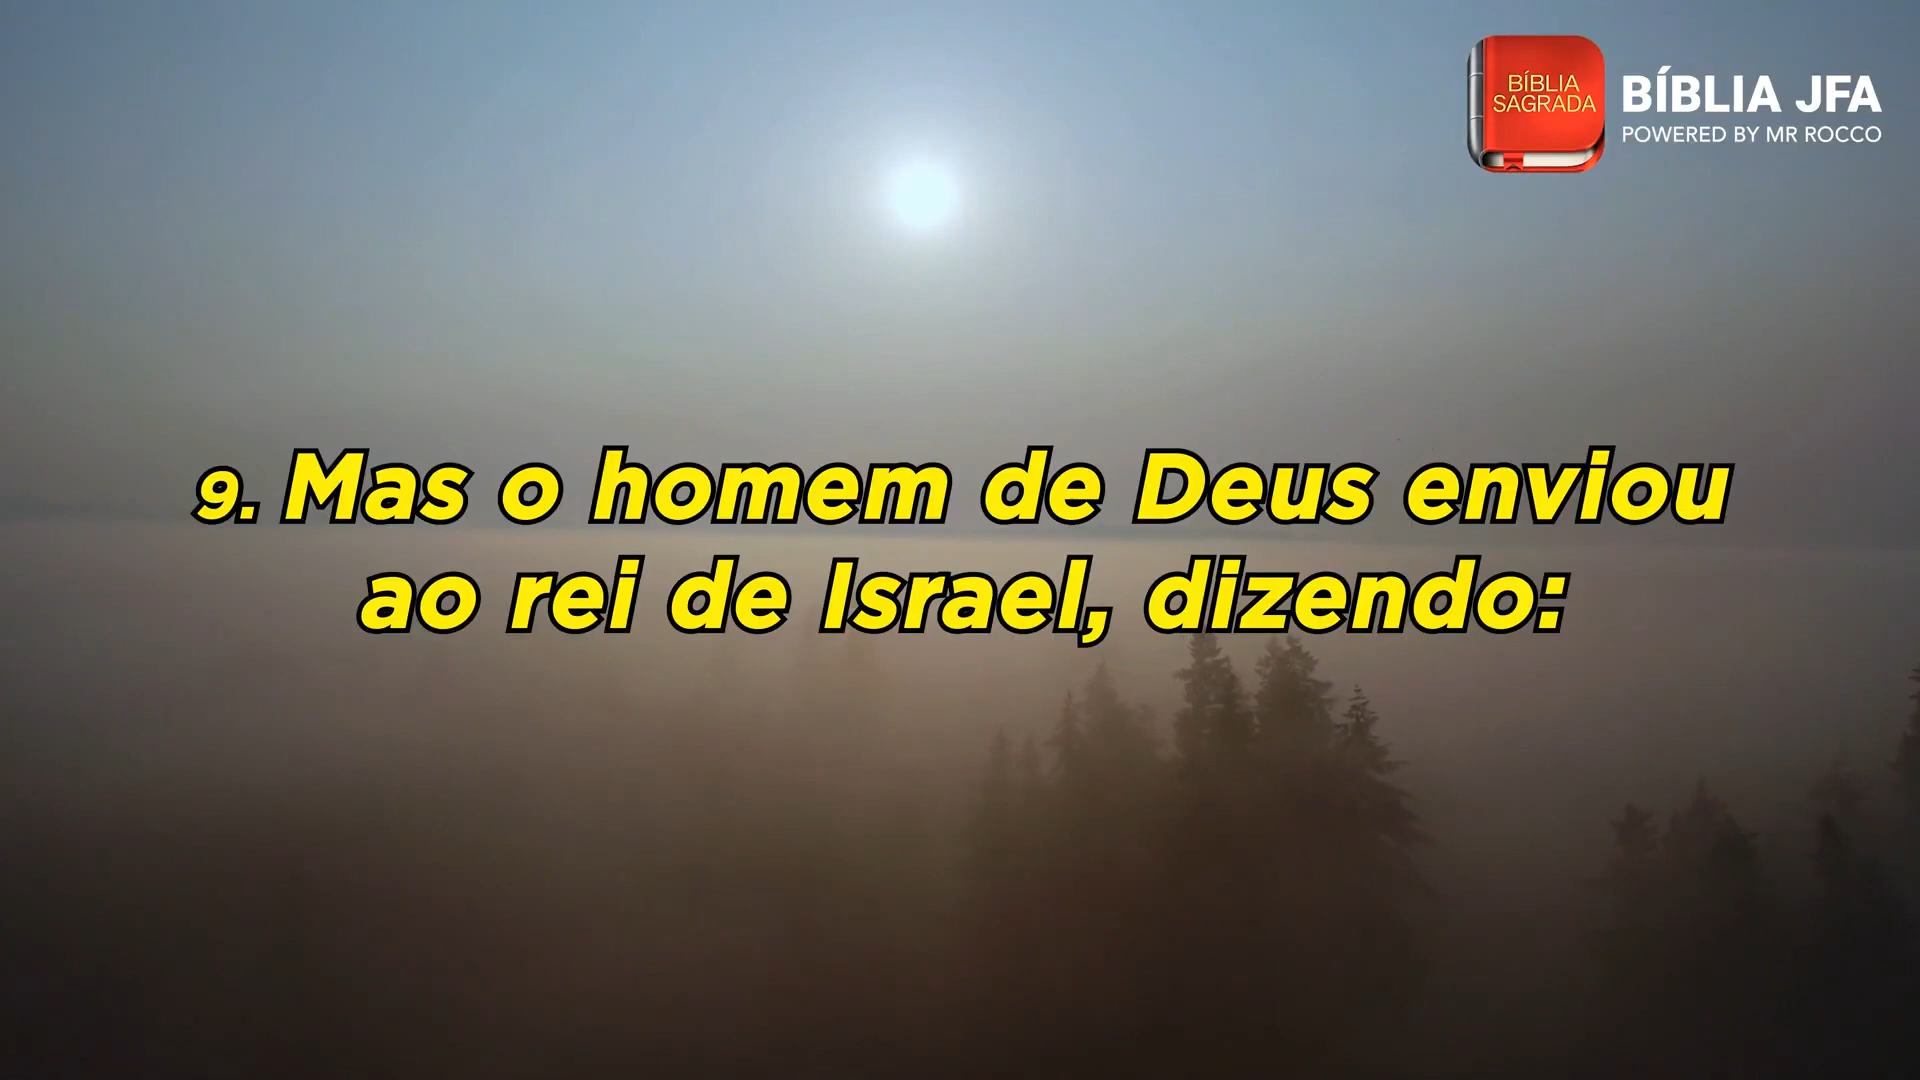 BÍBLIA
SAGRADA
BÍBLIA JFA
POWERED BY MR ROCCO
9. Mas o homem de Deus enviou
ao rei de Israel, dizendo: